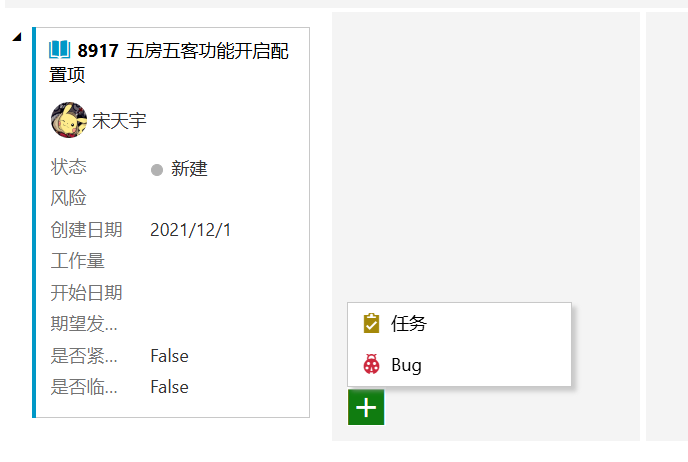 8917 五房五客功能开启配
置项
宋天宇
状态 新建
风险
创建日期 2021/12/1
工作量
开始日期
期望发...
是否紧... False
是否临... False
任务
Bug